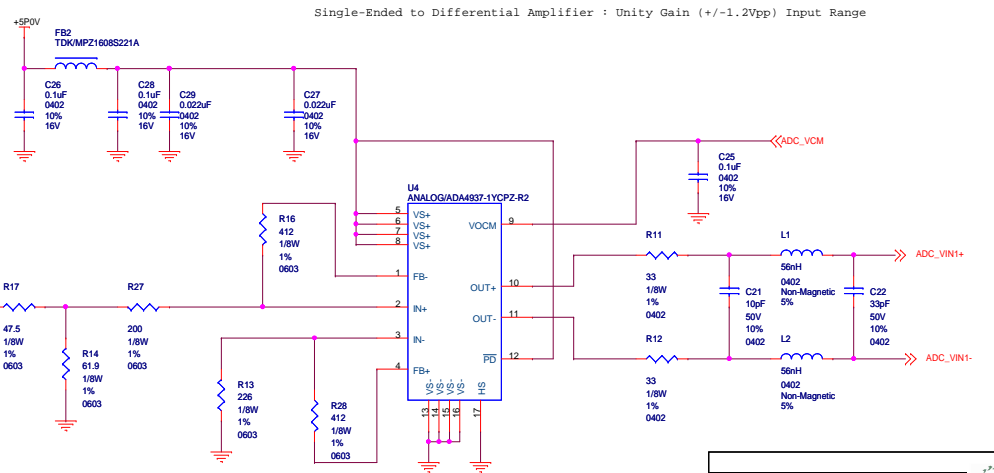 Single-Ended to Differential Amplifier : Unity Gain (+/-1.2Vpp) Input Range
+5P0V
FB2
TDK/MPZ1608S221A
C26
0.1uF
0402
10%
16V
C28
0.1uF
0402
10%
16V
C29
0.022uF
0402
10%
16V
C27
0.022uF
0402
10%
16V
ADC_VCM
C25
0.1uF
0402
10%
16V
U4
ANALOG/ADA4937-1YCPZ-R2
5 VS+
6 VS+
7 VS+
8 VS+
VOCM 9
1 FB-
2 IN+
3 IN-
4 FB+
OUT+ 10
OUT- 11
PD 12
VS- VS- VS- VS- HS
13 14 15 16 17
R16
412
1/8W
1%
0603
R17
47.5
1/8W
1%
0603
R27
200
1/8W
1%
0603
R14
61.9
1/8W
1%
0603
R13
226
1/8W
1%
0603
R28
412
1/8W
1%
0603
R11
33
1/8W
1%
0402
R12
33
1/8W
1%
0402
C21
10pF
50V
10%
0402
L1
56nH
0402
Non-Magnetic
5%
L2
56nH
0402
Non-Magnetic
5%
C22
33pF
50V
10%
0402
ADC_VIN1+
ADC_VIN1-